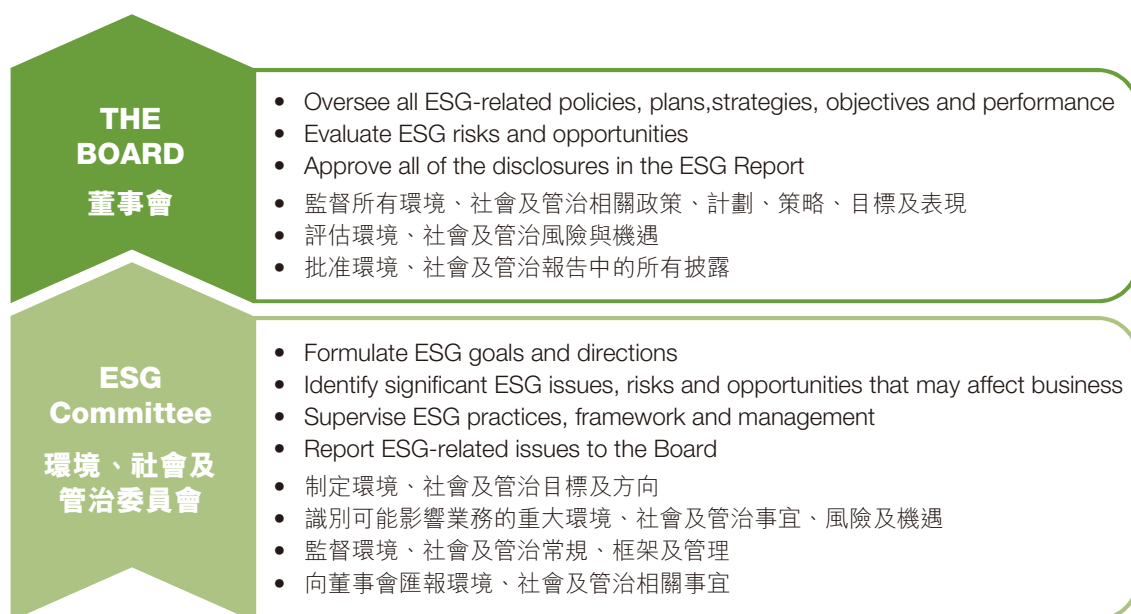 THE
BOARD
董事會
• Oversee all ESG-related policies, plans,strategies, objectives and performance
• Evaluate ESG risks and opportunities
• Approve all of the disclosures in the ESG Report
• 監督所有環境、社會及管治相關政策、計劃、策略、目標及表現
• 評估環境、社會及管治風險與機遇
• 批准環境、社會及管治報告中的所有披露
ESG
Committee
環境、社會及
管治委員會
• Formulate ESG goals and directions
• Identify significant ESG issues, risks and opportunities that may affect business
• Supervise ESG practices, framework and management
• Report ESG-related issues to the Board
• 制定環境、社會及管治目標及方向
• 識別可能影響業務的重大環境、社會及管治事宜、風險及機遇
• 監督環境、社會及管治常規、框架及管理
• 向董事會匯報環境、社會及管治相關事宜